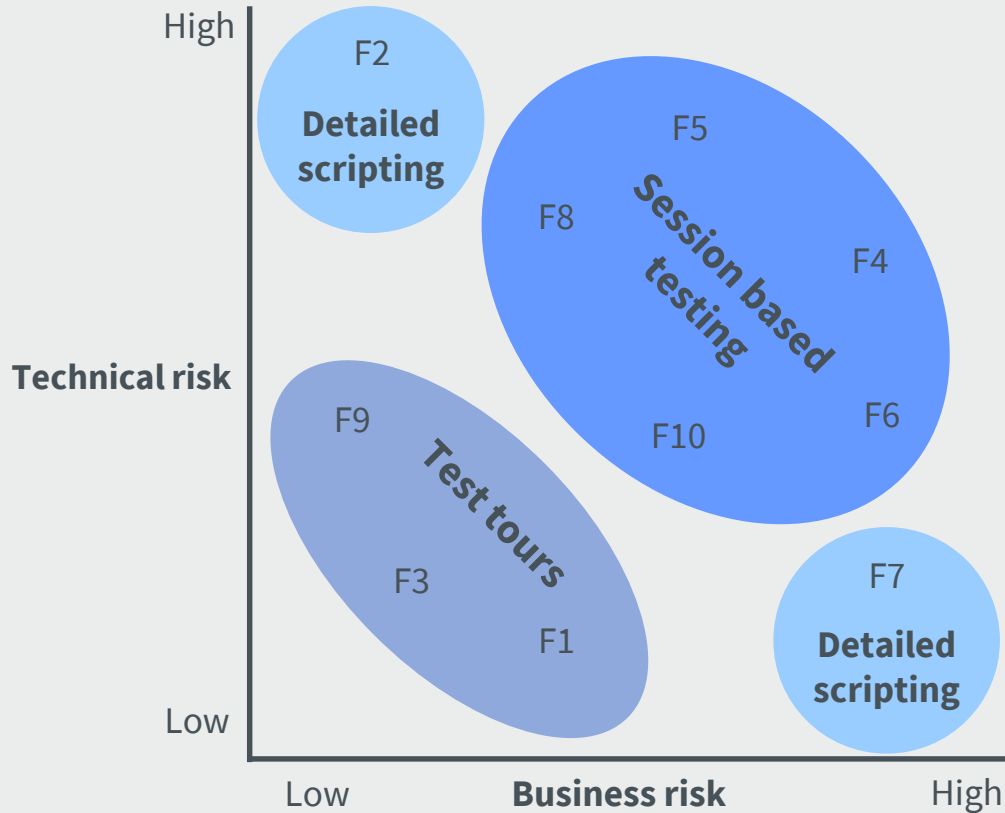 High
F2
Detailed
scripting
F5
F8
Session based
testing
F4
Technical risk
F9
Test tours
F10
F6
F3
F1
F7
Detailed
scripting
Low
Low
Business risk
High